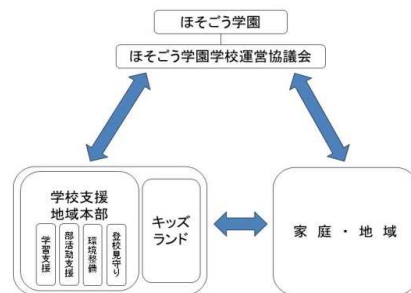 ほそごう学園
ほそごう学園学校運営協議会
学校支援
地域本部
学習支援
部活動支援
環境整備
登校見守り
キッズ
ランド
家庭・地域